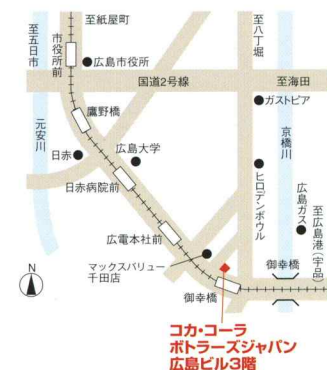 至紙屋町
至八丁堀
至五日市
市役所前
広島市役所
国道2号線
至海田
ガストピア
鷹野橋
元安川
京橋川
日赤
広島大学
日赤病院前
ヒロデンボウル
広島ガス
至広島港(宇品)
広電本社前
マックスバリュー
千田店
御幸橋
御幸橋
N
コカ・コーラ
ボトラーズジャパン
広島ビル3階